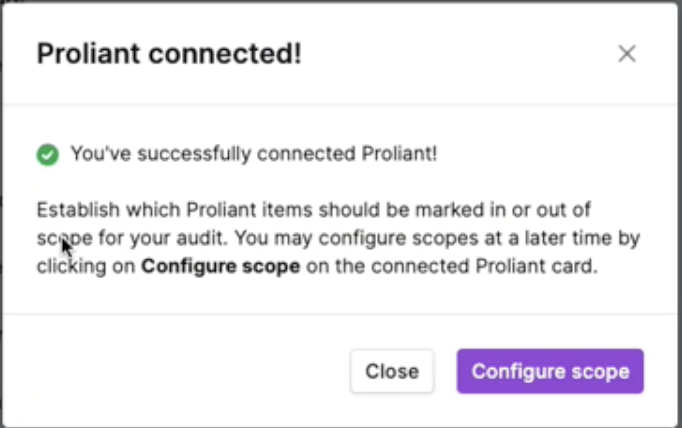 Proliant connected!
You've successfully connected Proliant!
Establish which Proliant items should be marked in or out of
scope for your audit. You may configure scopes at a later time by
clicking on Configure scope on the connected Proliant card.
Close
Configure scope